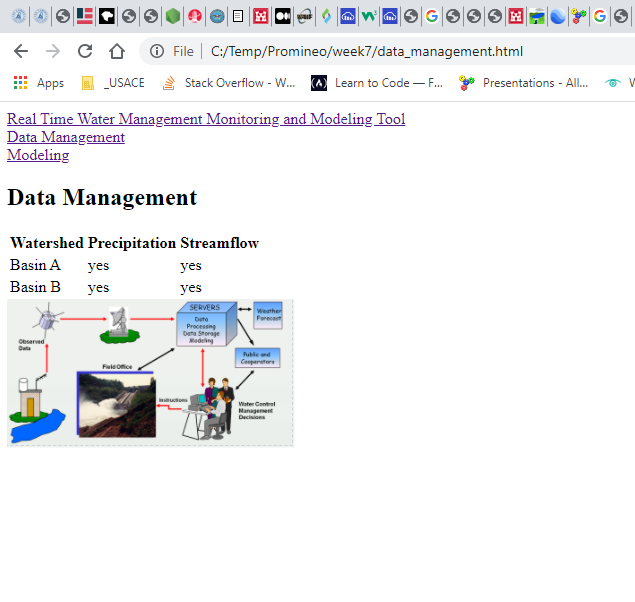 File | C:/Temp/Promineo/week7/data_management.html
Apps _USACE Stack Overflow - W... Learn to Code — F... Presentations - All... W
Real Time Water Management Monitoring and Modeling Tool
Data Management
Modeling
Data Management
Watershed Precipitation Streamflow
Basin A yes yes
Basin B yes yes
SERVERS
Data
Processing
Data Storage
Modeling
Weather
Forecast
Observed
Data
Public and
Cooperators
Field Office
Instructions
Water Control
Management
Decisions